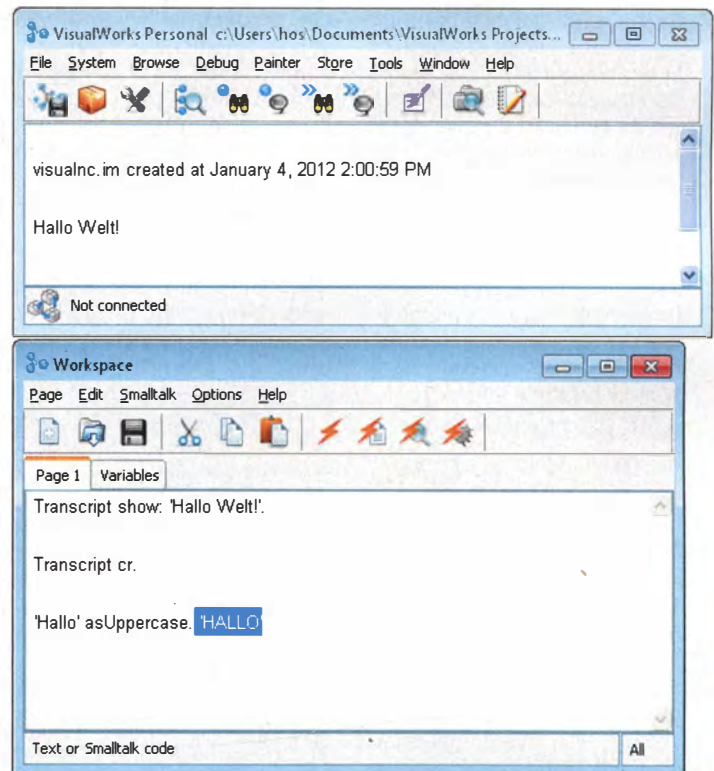 VisualWorks Personal c:\Users\hos\Documents\VisualWorks Projects...
File System Browse Debug Painter Store Tools Window Help
visualnc.im created at January 4, 2012 2:00:59 PM
Hallo Welt!
Not connected
Workspace
Page Edit Smalltalk Options Help
Page 1 Variables
Transcript show: 'Hallo Welt!'.
Transcript cr.
'Hallo' asUppercase. 'HALLO'
Text or Smalltalk code All